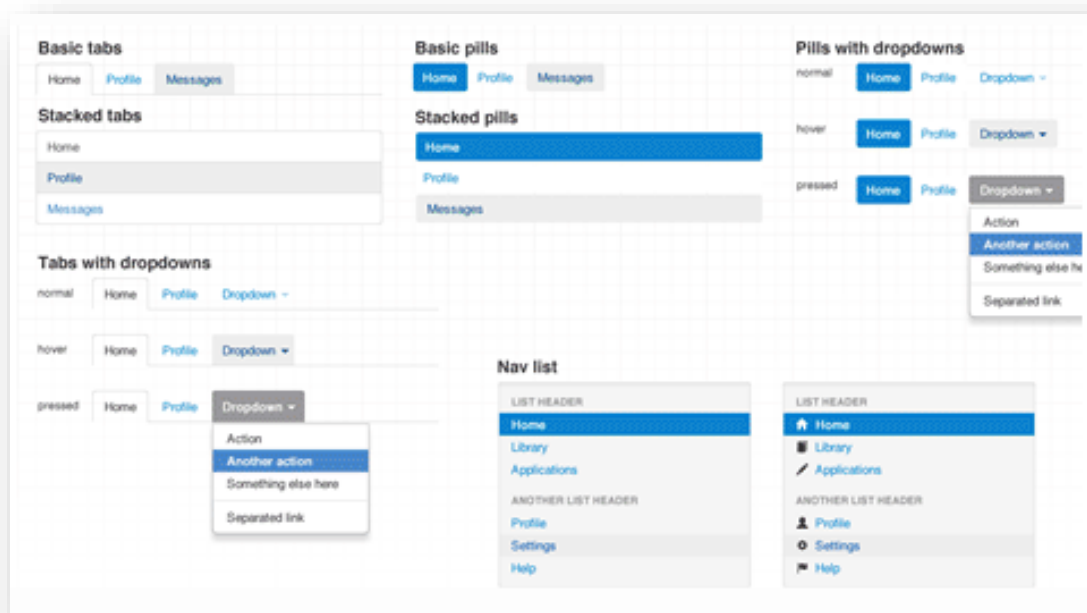 Basic tabs
Home Profile Messages
Stacked tabs
Home
Profile
Messages
Basic pills
Home Profile Messages
Stacked pills
Home
Profile
Messages
Pills with dropdowns
normal Home Profile Dropdown
hover Home Profile Dropdown
pressed Home Profile Dropdown
Action
Another action
Something else he
Separated link
Tabs with dropdowns
normal Home Profile Dropdown
hover Home Profile Dropdown
pressed Home Profile Dropdown
Action
Another action
Something else here
Separated link
Nav list
LIST HEADER
Home
Library
Applications
ANOTHER LIST HEADER
Profile
Settings
Help
LIST HEADER
Home
Library
Applications
ANOTHER LIST HEADER
Profile
Settings
Help